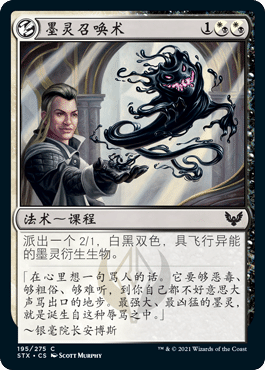 墨灵召唤术 1
法术～课程
派出一个2/1，白黑双色，具飞行异能
的墨灵衍生生物。
「在心里想一句骂人的话。它要够恶毒、
够粗俗、够难听，到你自己都不好意思大
声骂出口的地步。最强大、最凶猛的墨灵，
就是诞生自这种辱骂之中。」
～银毫院长安博斯
195/275 C
STX • CS SCOTT MURPHY
™ & © 2021 Wizards of the Coast